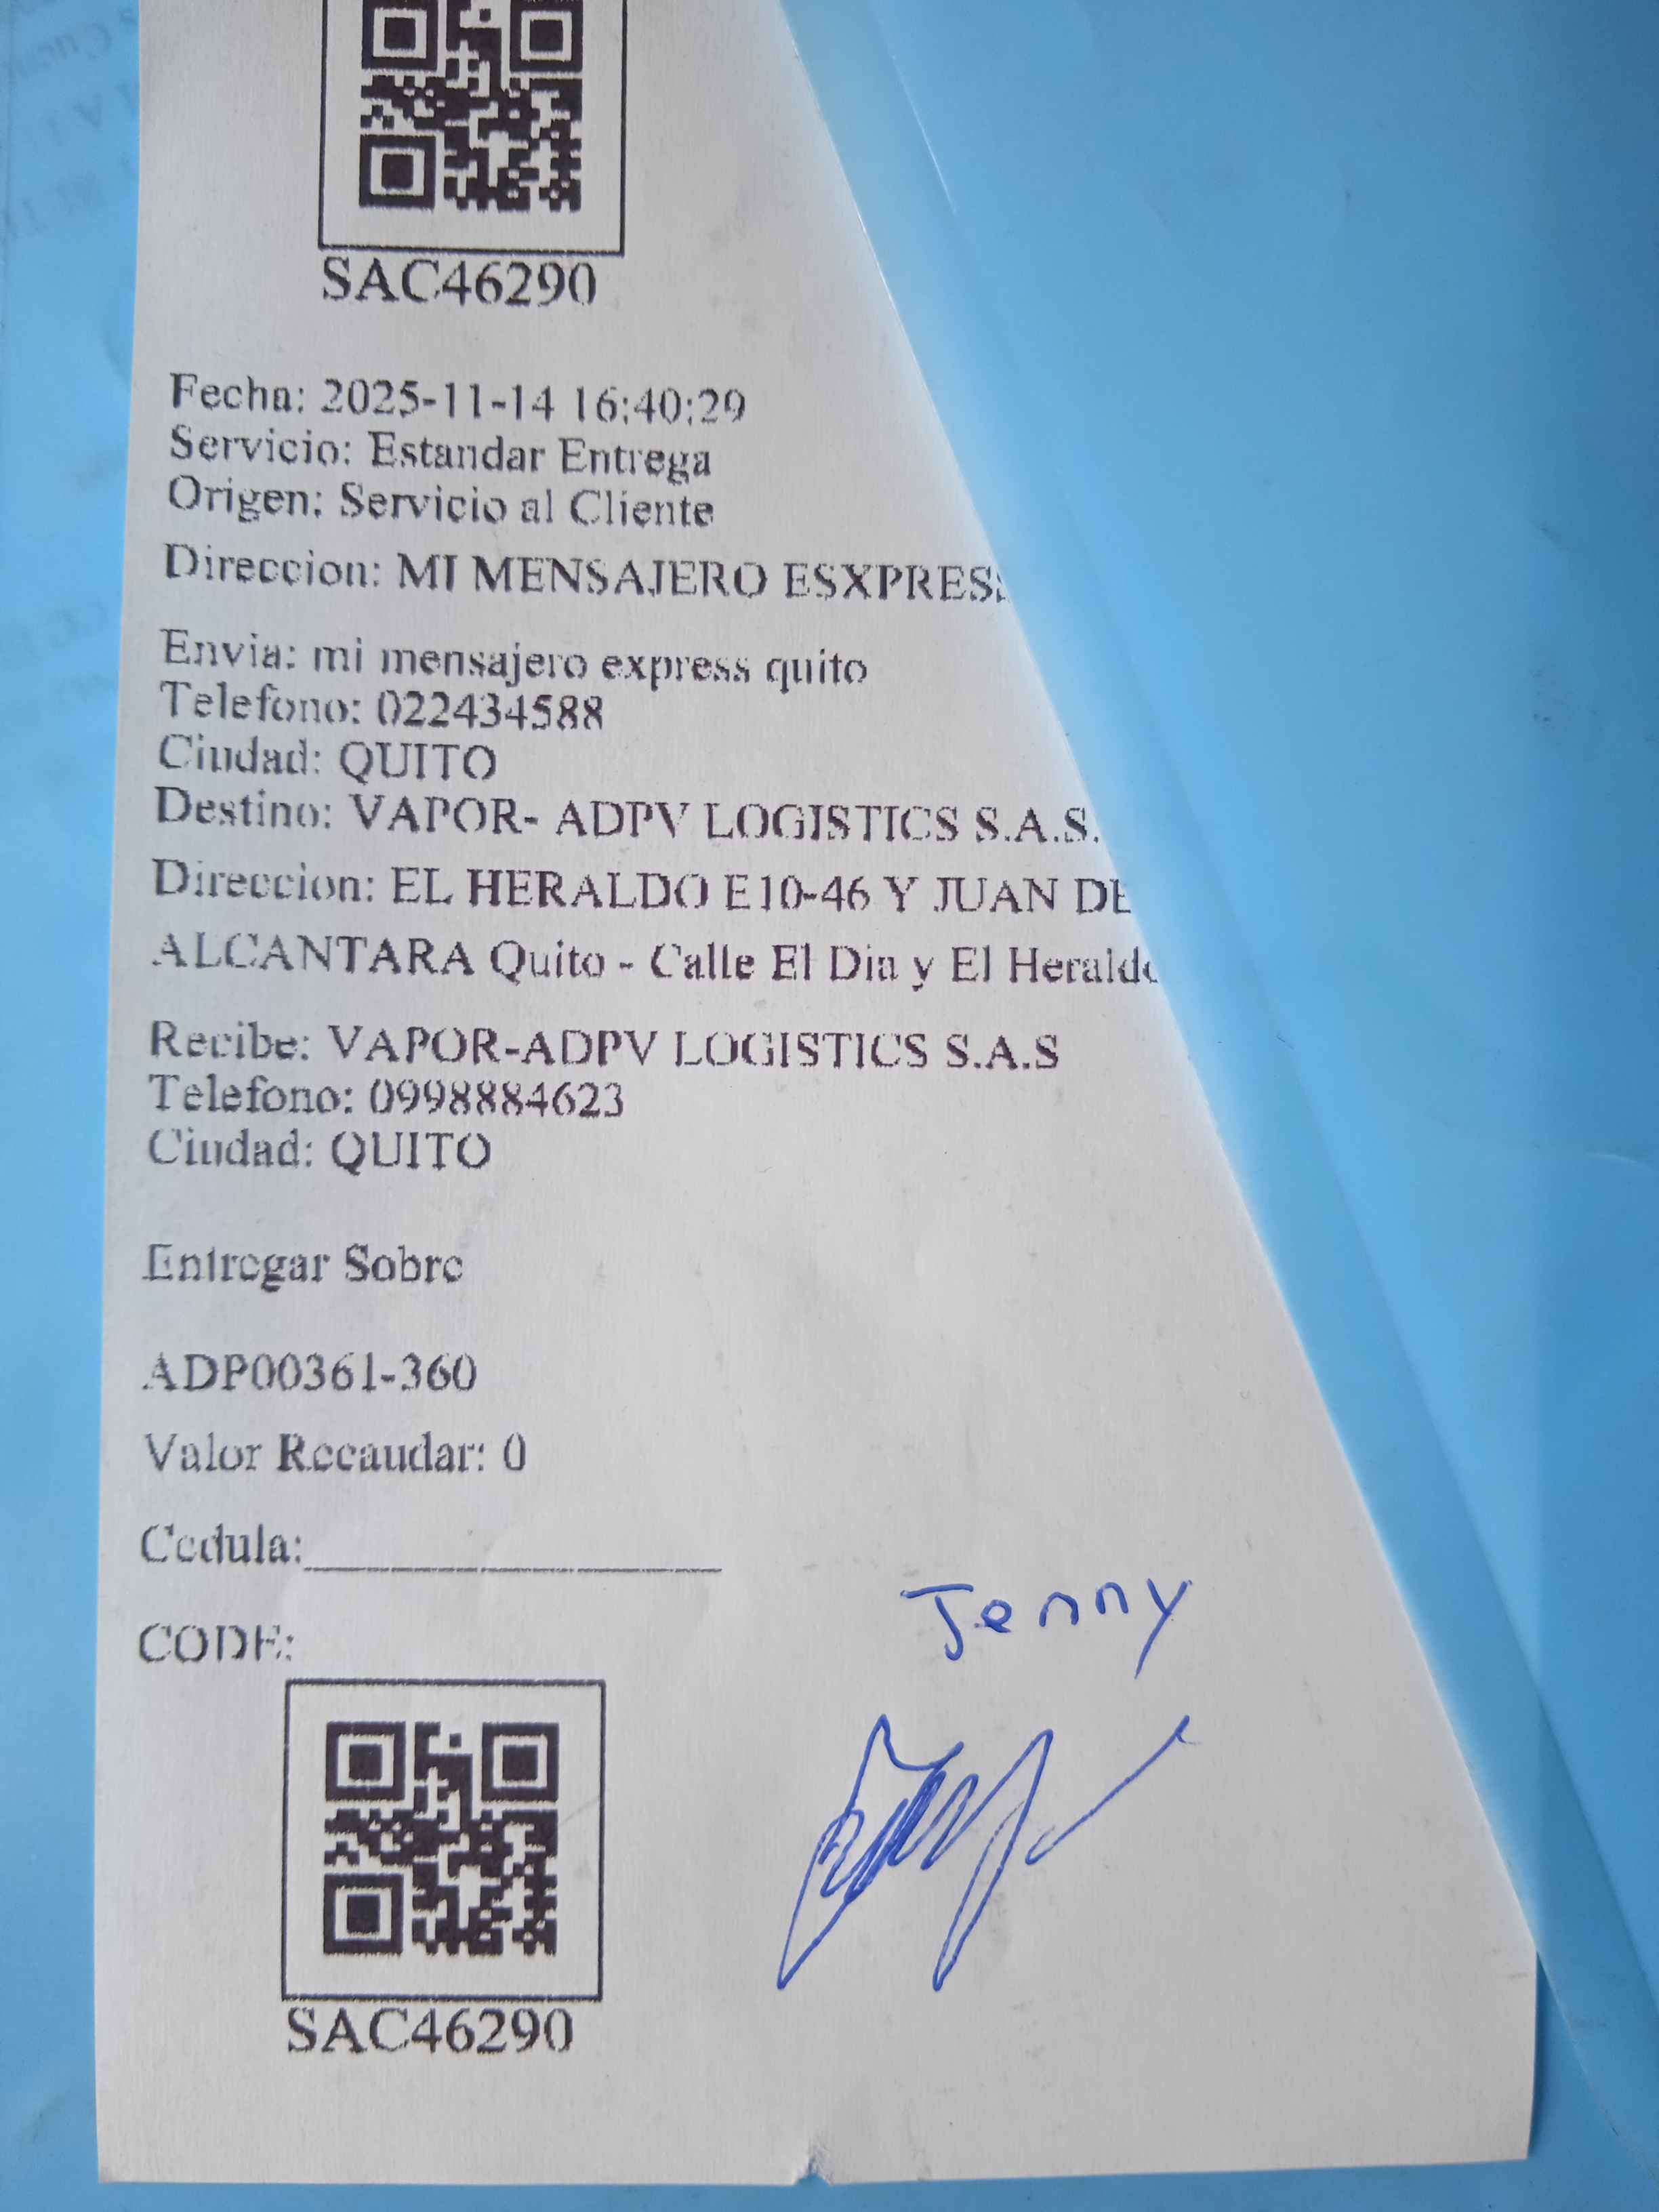 SAC46290
Fecha: 2025-11-14 16:40:29
Servicio: Estandar Entrega
Origen: Servicio al Cliente
Direccion: MI MENSAJERO ESXPRESS
Envia: mi mensajero express quito
Telefono: 022434588
Ciudad: QUITO
Destino: VAPOR- ADPV LOGISTICS S.A.S.
Direccion: EL HERALDO E10-46 Y JUAN DE
ALCANTARA Quito - Calle El Dia y El Heraldo
Recibe: VAPOR-ADPV LOGISTICS S.A.S
Telefono: 0998884623
Ciudad: QUITO
Entregar Sobre
ADP00361-360
Valor Recaudar: 0
Cedula:
Jenny
CODE:
SAC46290